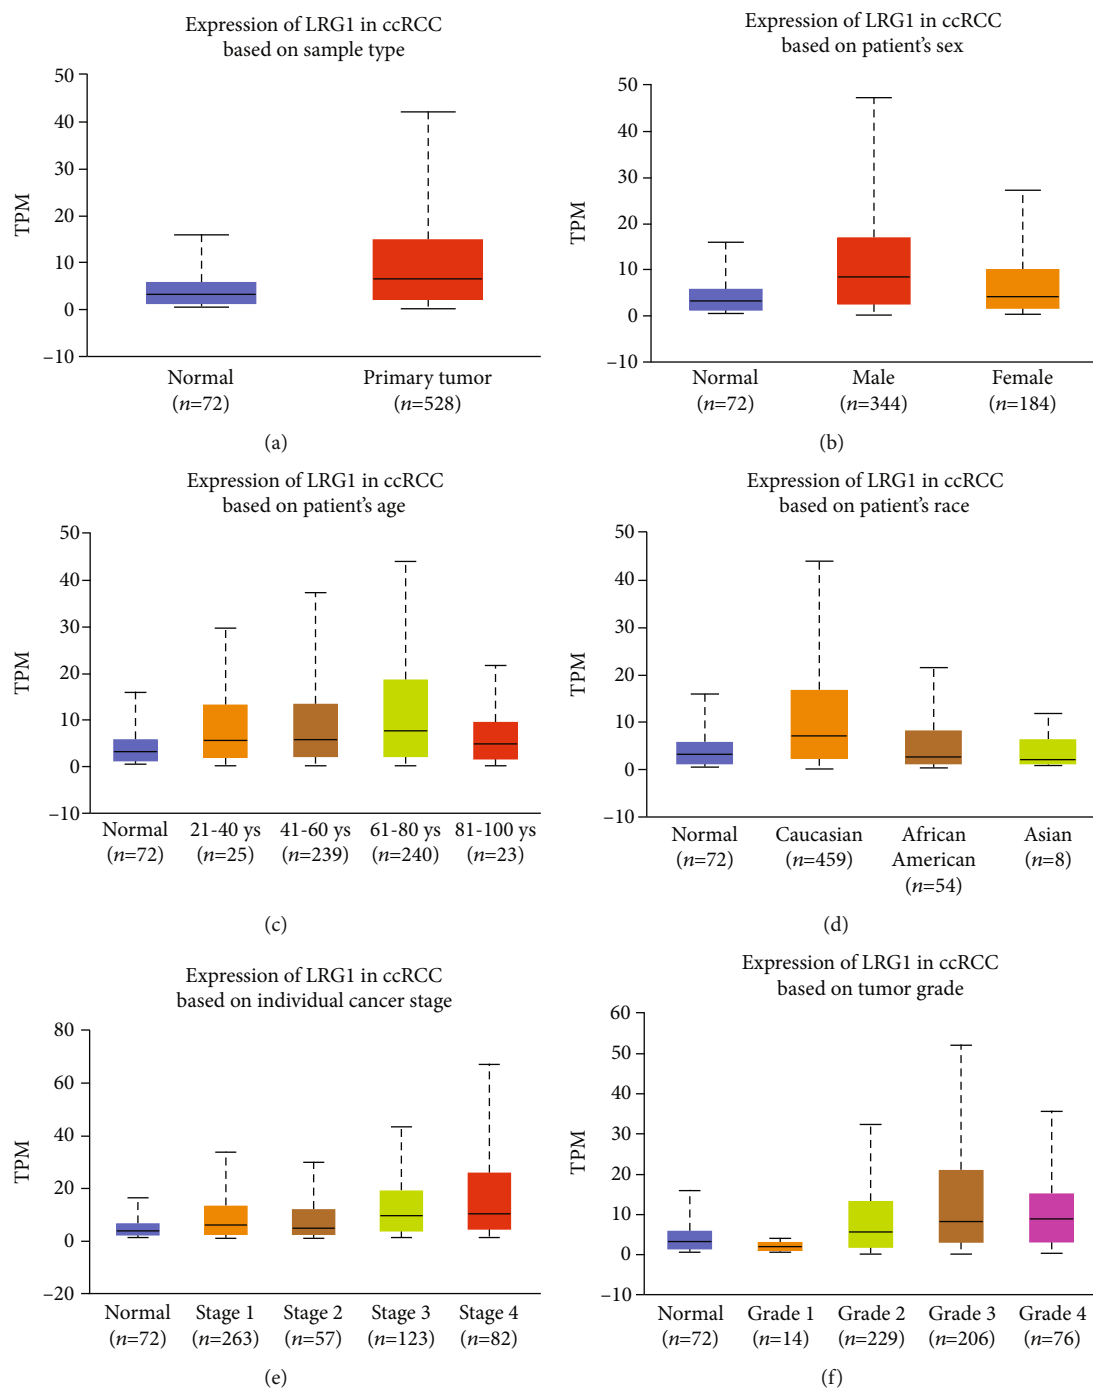 Expression of LRG1 in ccRCC
based on sample type
50
40
30
20
10
0
–10
TPM
Normal
(n=72)
Primary tumor
(n=528)
(a)
Expression of LRG1 in ccRCC
based on patient's sex
50
40
30
20
10
0
–10
TPM
Normal
(n=72)
Male
(n=344)
Female
(n=184)
(b)
Expression of LRG1 in ccRCC
based on patient's age
50
40
30
20
10
0
–10
TPM
Normal
(n=72)
21-40 ys
(n=25)
41-60 ys
(n=239)
61-80 ys
(n=240)
81-100 ys
(n=23)
(c)
Expression of LRG1 in ccRCC
based on patient's race
50
40
30
20
10
0
–10
TPM
Normal
(n=72)
Caucasian
(n=459)
African
American
(n=54)
Asian
(n=8)
(d)
Expression of LRG1 in ccRCC
based on individual cancer stage
80
60
40
20
0
–20
TPM
Normal
(n=72)
Stage 1
(n=263)
Stage 2
(n=57)
Stage 3
(n=123)
Stage 4
(n=82)
(e)
Expression of LRG1 in ccRCC
based on tumor grade
60
50
40
30
20
10
0
–10
TPM
Normal
(n=72)
Grade 1
(n=14)
Grade 2
(n=229)
Grade 3
(n=206)
Grade 4
(n=76)
(f)